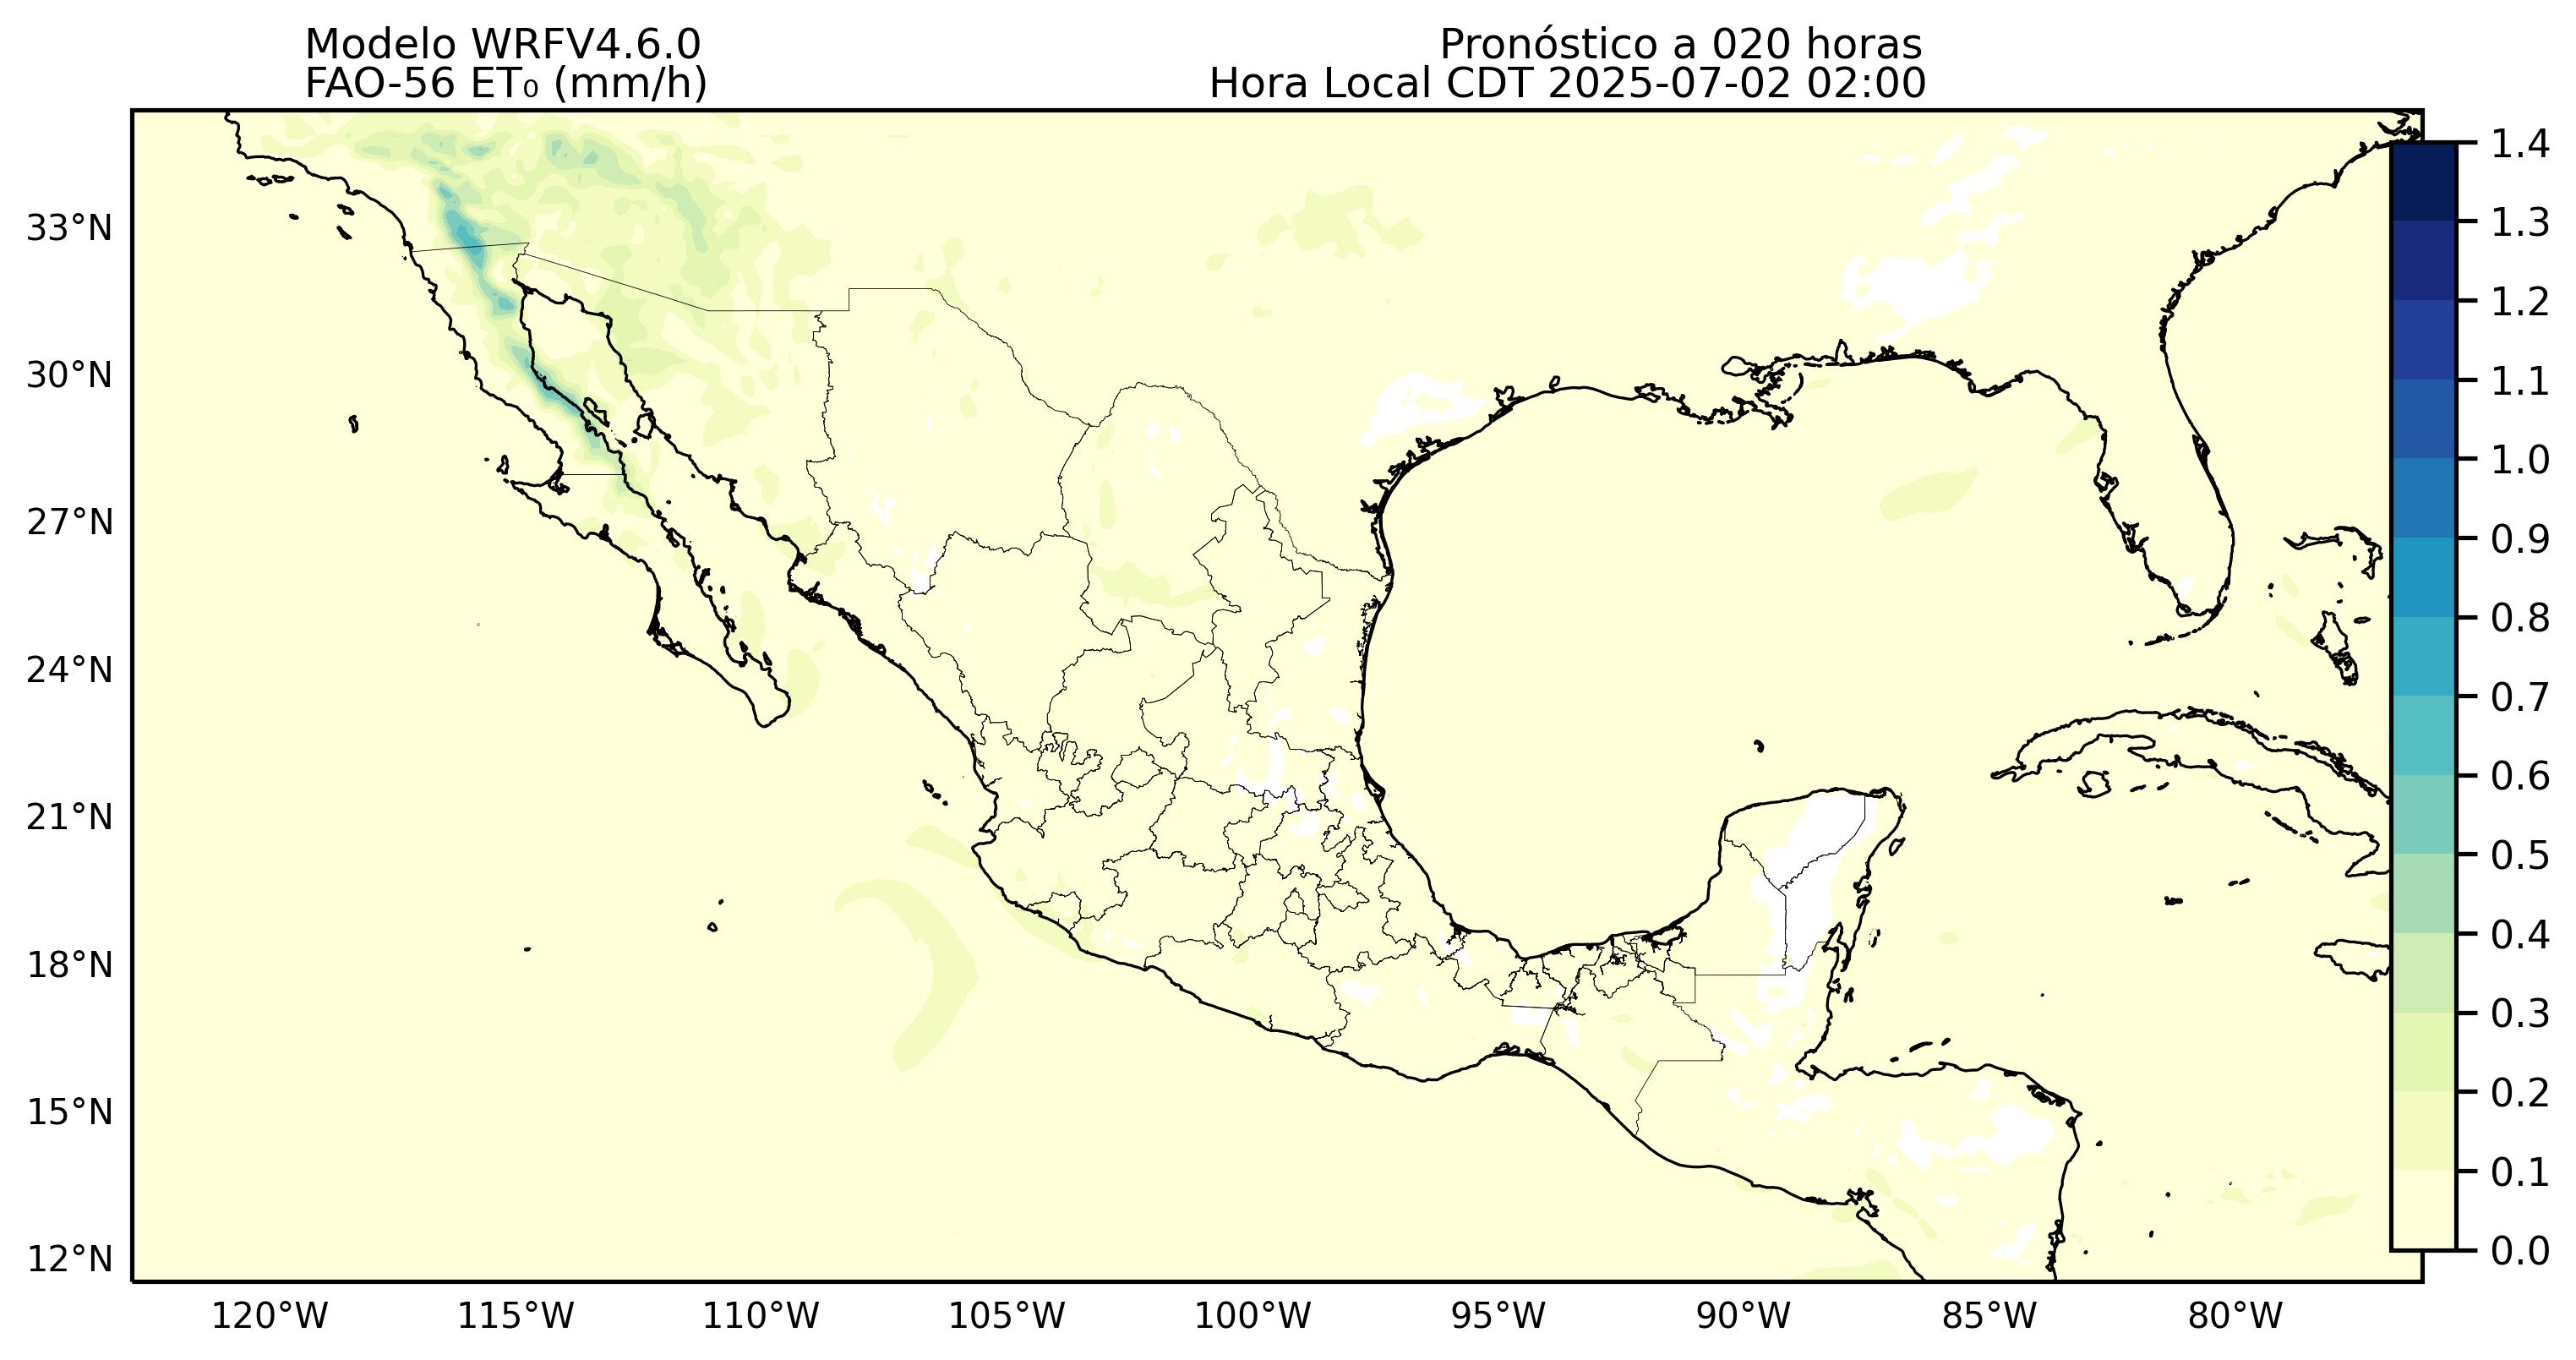 Modelo WRFV4.6.0
FAO-56 ET₀ (mm/h)
Pronóstico a 020 horas
Hora Local CDT 2025-07-02 02:00
33°N
30°N
27°N
24°N
21°N
18°N
15°N
12°N
120°W
115°W
110°W
105°W
100°W
95°W
90°W
85°W
80°W
1.4
1.3
1.2
1.1
1.0
0.9
0.8
0.7
0.6
0.5
0.4
0.3
0.2
0.1
0.0